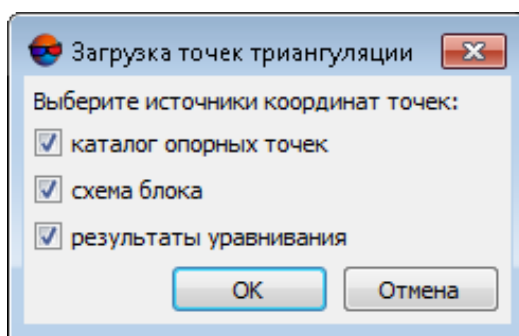 Загрузка точек триангуляции
Выберите источники координат точек:
каталог опорных точек
схема блока
результаты уравнивания
OK Отмена